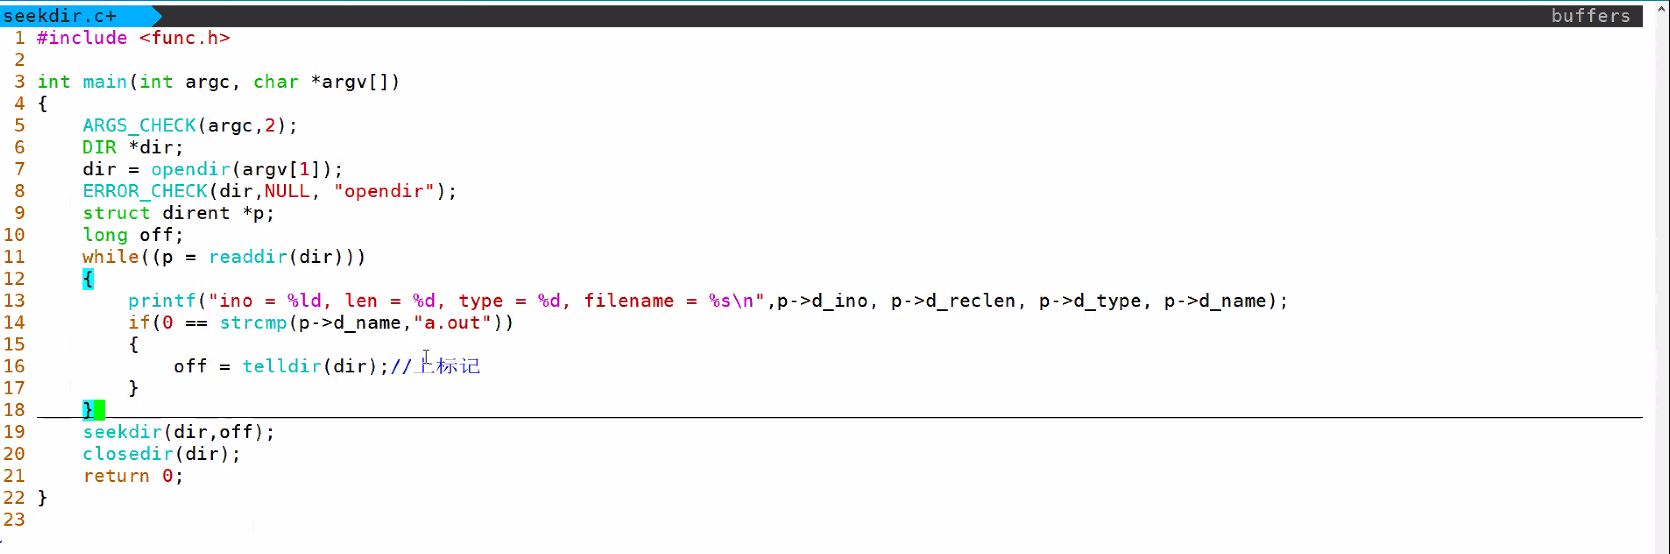 seekdir.c+ buffers
1 #include <func.h>
2
3 int main(int argc, char *argv[])
4 {
5     ARGS_CHECK(argc,2);
6     DIR *dir;
7     dir = opendir(argv[1]);
8     ERROR_CHECK(dir,NULL, "opendir");
9     struct dirent *p;
10     long off;
11     while((p = readdir(dir)))
12     {
13         printf("ino = %ld, len = %d, type = %d, filename = %s\n",p->d_ino, p->d_reclen, p->d_type, p->d_name);
14         if(0 == strcmp(p->d_name,"a.out"))
15         {
16             off = telldir(dir);//上标记
17         }
18     }
19     seekdir(dir,off);
20     closedir(dir);
21     return 0;
22 }
23